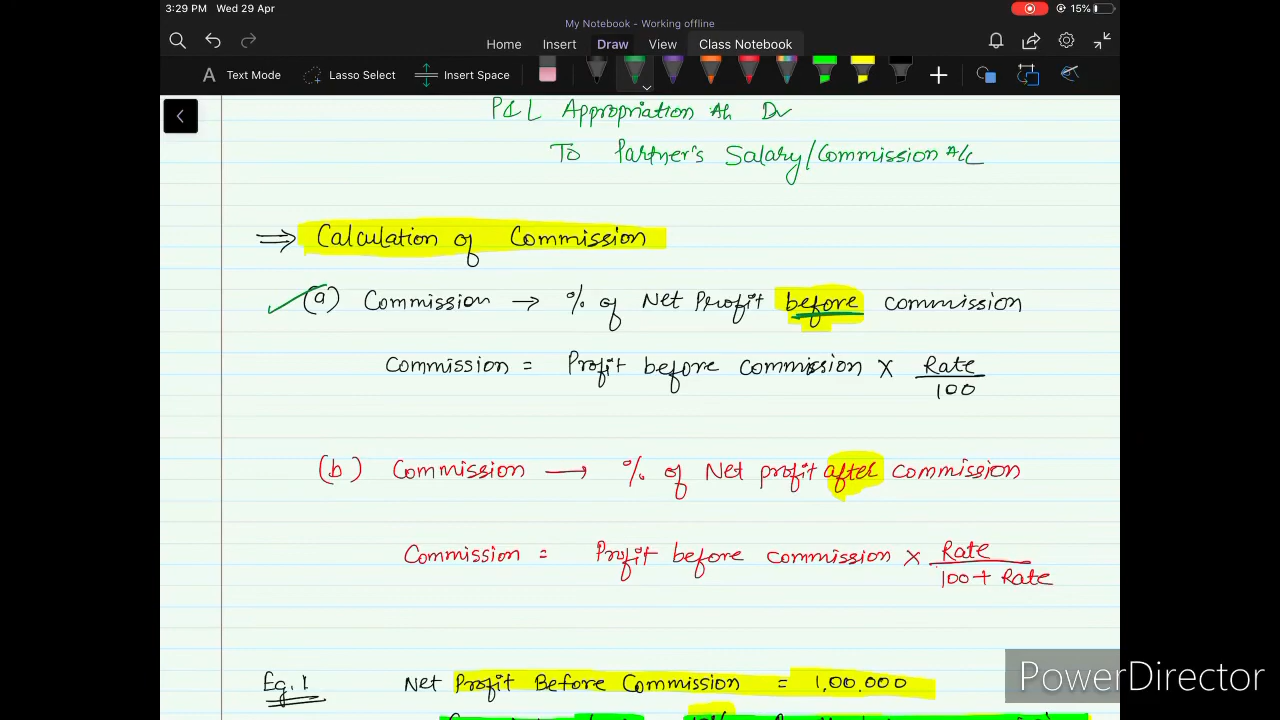 3:29 PM Wed 29 Apr
15%
My Notebook - Working offline
Home Insert Draw View Class Notebook
A Text Mode Lasso Select Insert Space
P&L Appropriation A/c Dr
To Partner's Salary/Commission A/c
⇒ Calculation of Commission
(a) Commission → % of Net Profit before commission
Commission = Profit before commission × Rate/100
(b) Commission → % of Net profit after commission
Commission = Profit before commission × Rate/100 + Rate
Eg. 1 Net Profit Before Commission = 1,00,000
PowerDirector